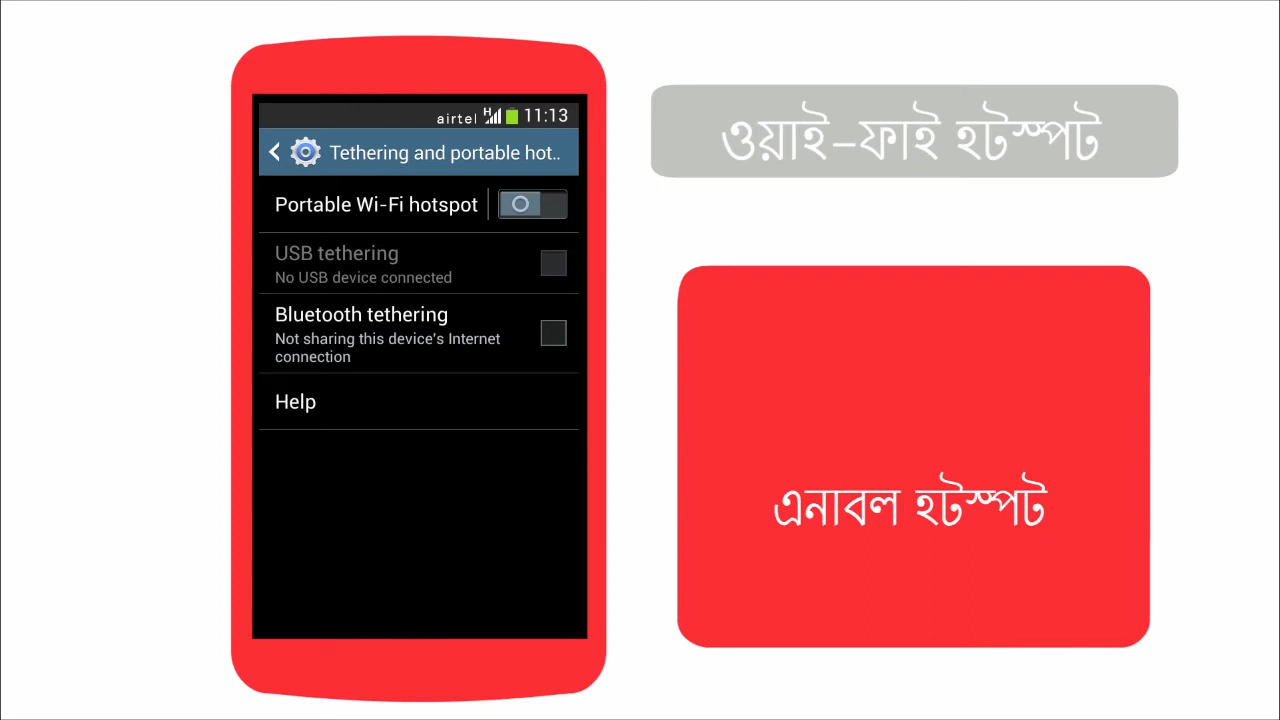 airtel H 11:13
Tethering and portable hot..
Portable Wi-Fi hotspot
USB tethering
No USB device connected
Bluetooth tethering
Not sharing this device's Internet
connection
Help
ওয়াই-ফাই হটস্পট
এনাবল হটস্পট